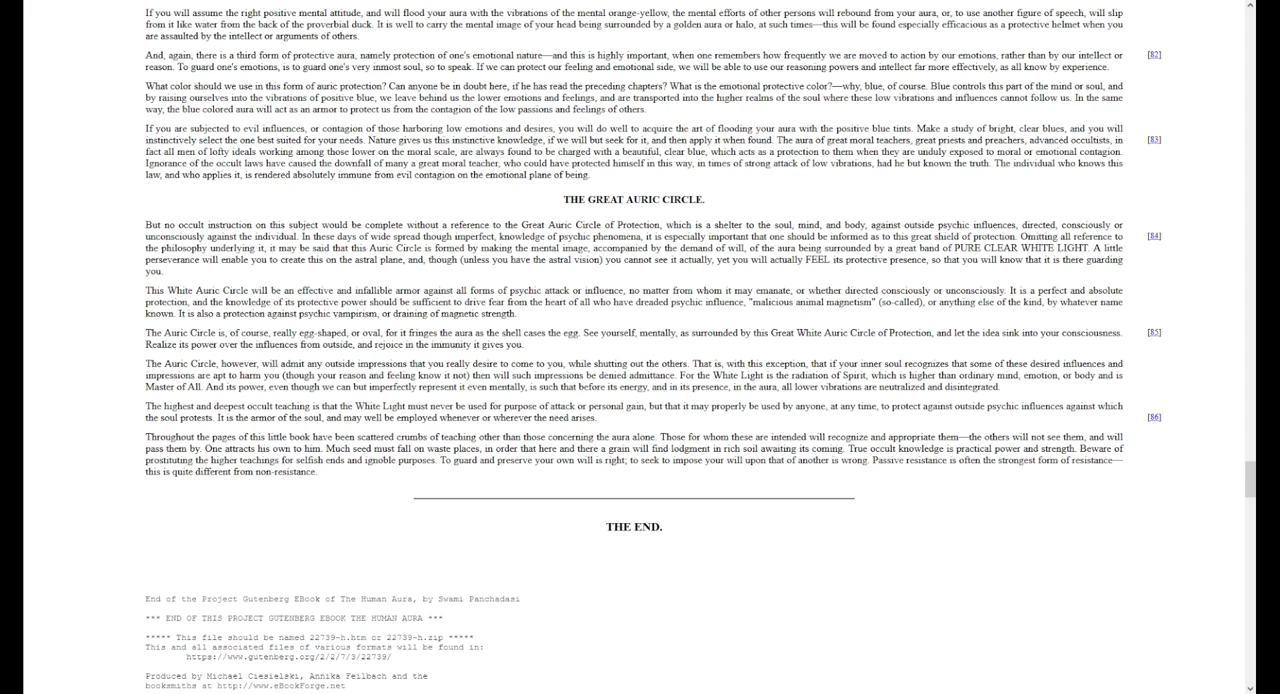 If you will assume the right positive mental attitude, and will flood your aura with the vibrations of the mental orange-yellow, the mental efforts of other persons will rebound from your aura, or, to use another figure of speech, will slip
from it like water from the back of the proverbial duck. It is well to carry the mental image of your head being surrounded by a golden aura or halo, at such times—this will be found especially efficacious as a protective helmet when you
are assaulted by the intellect or arguments of others.
And, again, there is a third form of protective aura, namely protection of one's emotional nature—and this is highly important, when one remembers how frequently we are moved to action by our emotions, rather than by our intellect or [82]
reason. To guard one's emotions, is to guard one's very inmost soul, so to speak. If we can protect our feeling and emotional side, we will be able to use our reasoning powers and intellect far more effectively, as all know by experience.
What color should we use in this form of auric protection? Can anyone be in doubt here, if he has read the preceding chapters? What is the emotional protective color?—why, blue, of course. Blue controls this part of the mind or soul, and
by raising ourselves into the vibrations of positive blue, we leave behind us the lower emotions and feelings, and are transported into the higher realms of the soul where these low vibrations and influences cannot follow us. In the same
way, the blue colored aura will act as an armor to protect us from the contagion of the low passions and feelings of others.
If you are subjected to evil influences, or contagion of those harboring low emotions and desires, you will do well to acquire the art of flooding your aura with the positive blue tints. Make a study of bright, clear blues, and you will
instinctively select the one best suited for your needs. Nature gives us this instinctive knowledge, if we will but seek for it, and then apply it when found. The aura of great moral teachers, great priests and preachers, advanced occultists, in [83]
fact all men of lofty ideals working among those lower on the moral scale, are always found to be charged with a beautiful, clear blue, which acts as a protection to them when they are unduly exposed to moral or emotional contagion.
Ignorance of the occult laws have caused the downfall of many a great moral teacher, who could have protected himself in this way, in times of strong attack of low vibrations, had he but known the truth. The individual who knows this
law, and who applies it, is rendered absolutely immune from evil contagion on the emotional plane of being.
THE GREAT AURIC CIRCLE.
But no occult instruction on this subject would be complete without a reference to the Great Auric Circle of Protection, which is a shelter to the soul, mind, and body, against outside psychic influences, directed, consciously or
unconsciously against the individual. In these days of wide spread though imperfect, knowledge of psychic phenomena, it is especially important that one should be informed as to this great shield of protection. Omitting all reference to [84]
the philosophy underlying it, it may be said that this Auric Circle is formed by making the mental image, accompanied by the demand of will, of the aura being surrounded by a great band of PURE CLEAR WHITE LIGHT. A little
perseverance will enable you to create this on the astral plane, and, though (unless you have the astral vision) you cannot see it actually, yet you will actually FEEL its protective presence, so that you will know that it is there guarding
you.
This White Auric Circle will be an effective and infallible armor against all forms of psychic attack or influence, no matter from whom it may emanate, or whether directed consciously or unconsciously. It is a perfect and absolute
protection, and the knowledge of its protective power should be sufficient to drive fear from the heart of all who have dreaded psychic influence, "malicious animal magnetism" (so-called), or anything else of the kind, by whatever name
known. It is also a protection against psychic vampirism, or draining of magnetic strength.
The Auric Circle is, of course, really egg-shaped, or oval, for it fringes the aura as the shell cases the egg. See yourself, mentally, as surrounded by this Great White Auric Circle of Protection, and let the idea sink into your consciousness. [85]
Realize its power over the influences from outside, and rejoice in the immunity it gives you.
The Auric Circle, however, will admit any outside impressions that you really desire to come to you, while shutting out the others. That is, with this exception, that if your inner soul recognizes that some of these desired influences and
impressions are apt to harm you (though your reason and feeling know it not) then will such impressions be denied admittance. For the White Light is the radiation of Spirit, which is higher than ordinary mind, emotion, or body and is
Master of All. And its power, even though we can but imperfectly represent it even mentally, is such that before its energy, and in its presence, in the aura, all lower vibrations are neutralized and disintegrated.
The highest and deepest occult teaching is that the White Light must never be used for purpose of attack or personal gain, but that it may properly be used by anyone, at any time, to protect against outside psychic influences against which
the soul protests. It is the armor of the soul, and may well be employed whenever or wherever the need arises. [86]
Throughout the pages of this little book have been scattered crumbs of teaching other than those concerning the aura alone. Those for whom these are intended will recognize and appropriate them—the others will not see them, and will
pass them by. One attracts his own to him. Much seed must fall on waste places, in order that here and there a grain will find lodgment in rich soil awaiting its coming. True occult knowledge is practical power and strength. Beware of
prostituting the higher teachings for selfish ends and ignoble purposes. To guard and preserve your own will is right; to seek to impose your will upon that of another is wrong. Passive resistance is often the strongest form of resistance—
this is quite different from non-resistance.
THE END.
End of the Project Gutenberg EBook of The Human Aura, by Swami Panchadasi
*** END OF THIS PROJECT GUTENBERG EBOOK THE HUMAN AURA ***
***** This file should be named 22739-h.htm or 22739-h.zip *****
This and all associated files of various formats will be found in:
https://www.gutenberg.org/2/2/7/3/22739/
Produced by Michael Ciesielski, Annika Feilbach and the
booksmiths at http://www.eBookForge.net